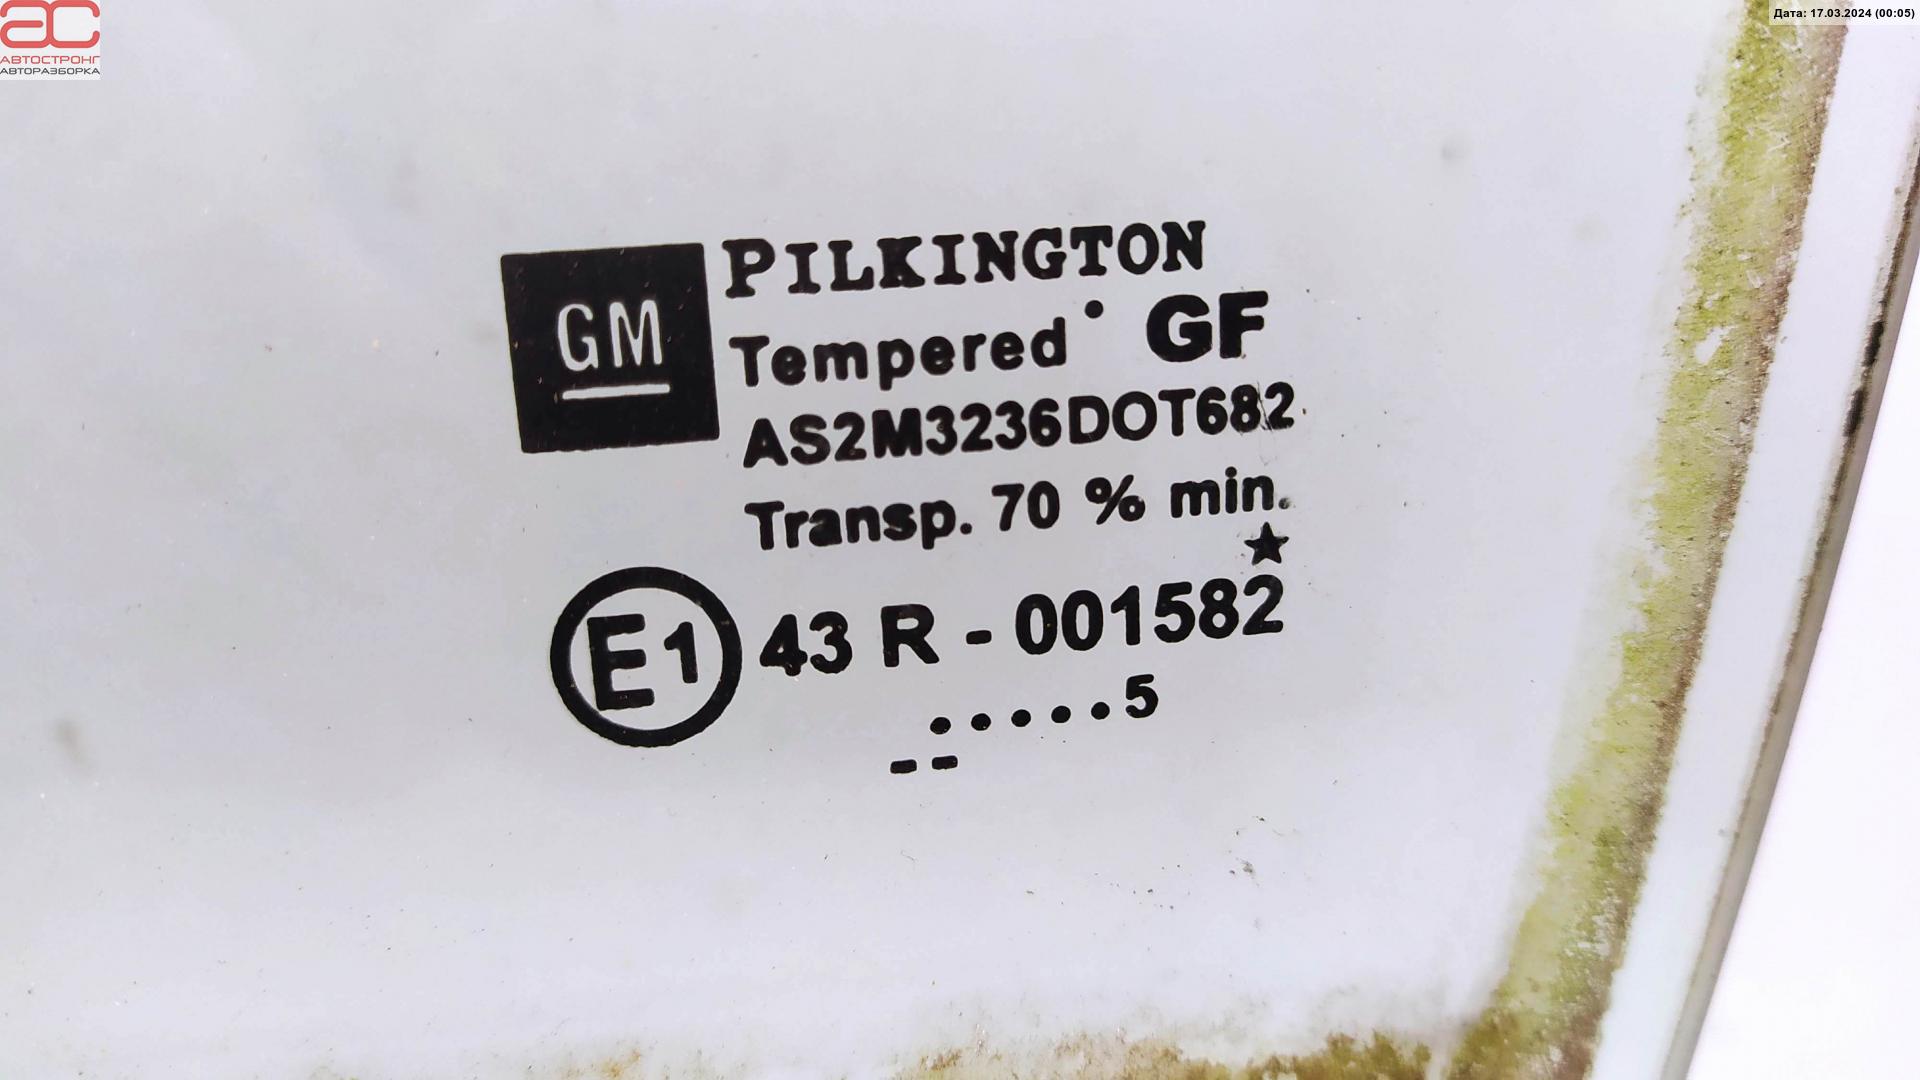 АС
АВТОСТРОНГ
АВТОРАЗБОРКА
Дата: 17.03.2024 (00:05)
GM
PILKINGTON
Tempered GF
AS2M3236DOT682
Transp. 70 % min.
E1 43 R - 001582
.....5